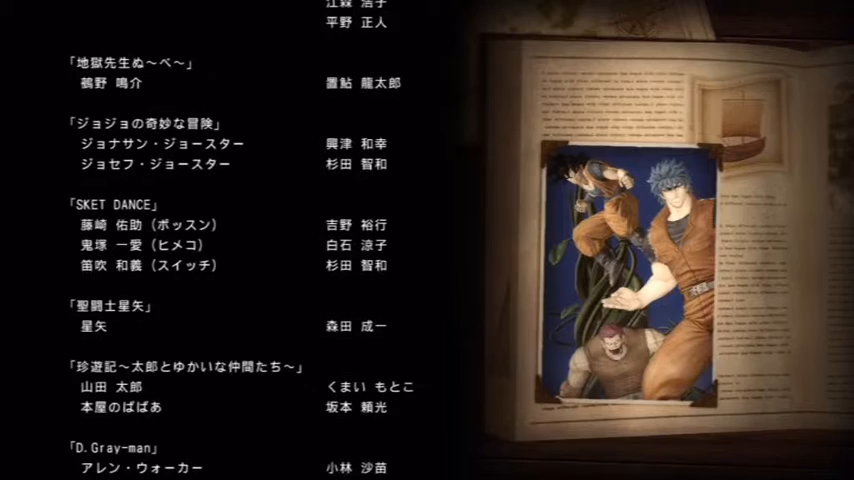 江森 浩子
平野 正人
「地獄先生ぬ～べ～」
鵺野 鳴介 置鮎 龍太郎
「ジョジョの奇妙な冒険」
ジョナサン・ジョースター 興津 和幸
ジョセフ・ジョースター 杉田 智和
「SKET DANCE」
藤崎 佑助（ボッスン） 吉野 裕行
鬼塚 一愛（ヒメコ） 白石 涼子
笛吹 和義（スイッチ） 杉田 智和
「聖闘士星矢」
星矢 森田 成一
「珍遊記～太郎とゆかいな仲間たち～」
山田 太郎 くまい もとこ
本屋のばばあ 坂本 頼光
「D.Gray-man」
アレン・ウォーカー 小林 沙苗